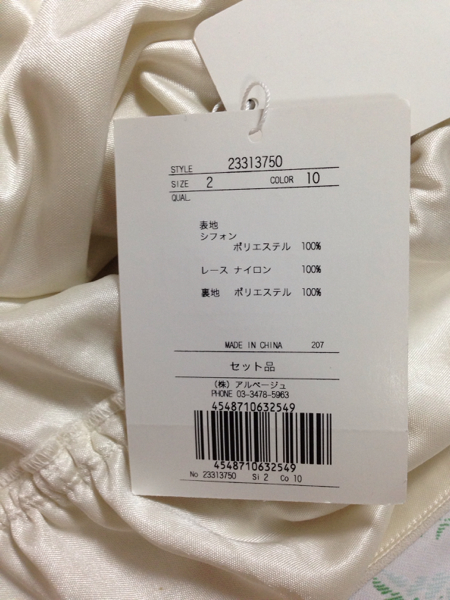 STYLE 23313750
SIZE 2 COLOR 10
QUAL.
表地
シフォン
ポリエステル 100%
レース ナイロン 100%
裏地 ポリエステル 100%
MADE IN CHINA 207
セット品
(株) アルページュ
PHONE 03-3478-5963
4548710632549
4548710632549
No 23313750 Si 2 Co 10